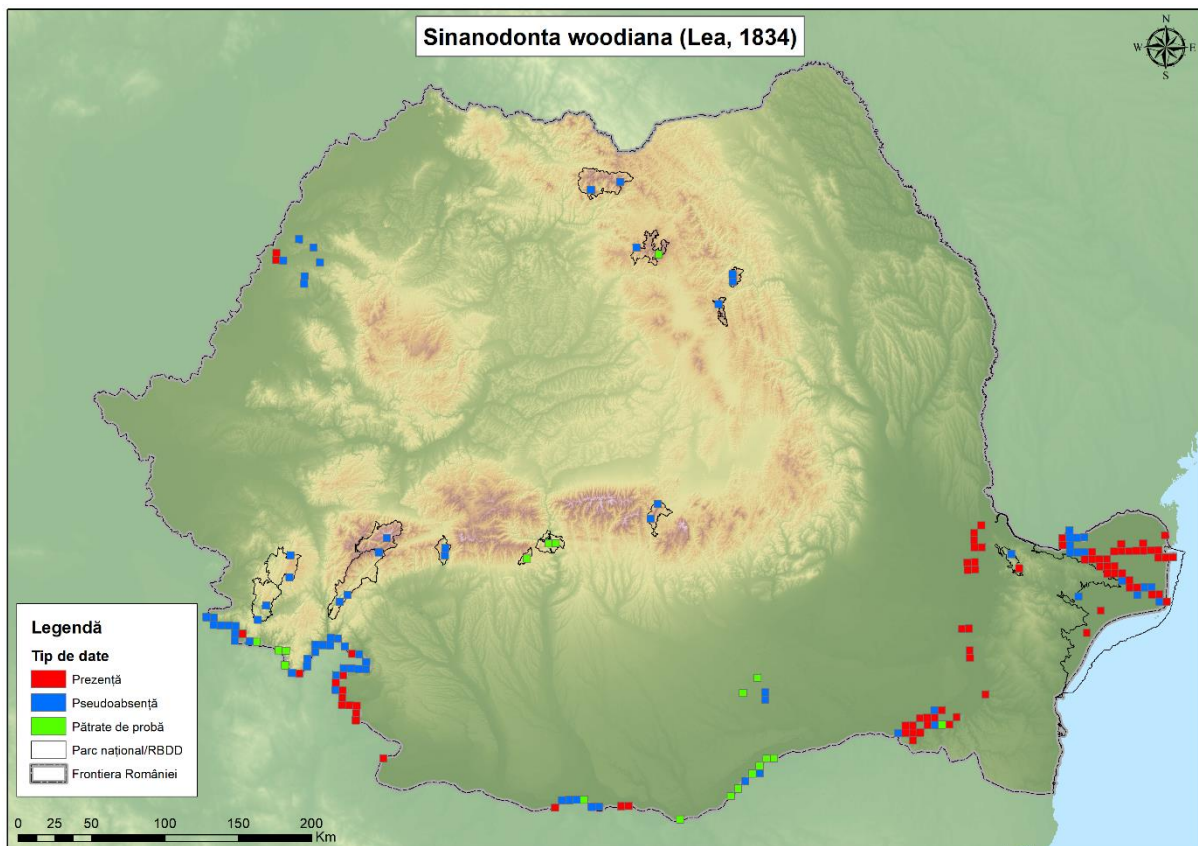 Sinanodonta woodiana (Lea, 1834)
N
W E
S
Legendă
Tip de date
Prezență
Pseudoabsență
Pătrate de probă
Parc național/RBDD
Frontiera României
0 25 50 100 150 200
Km